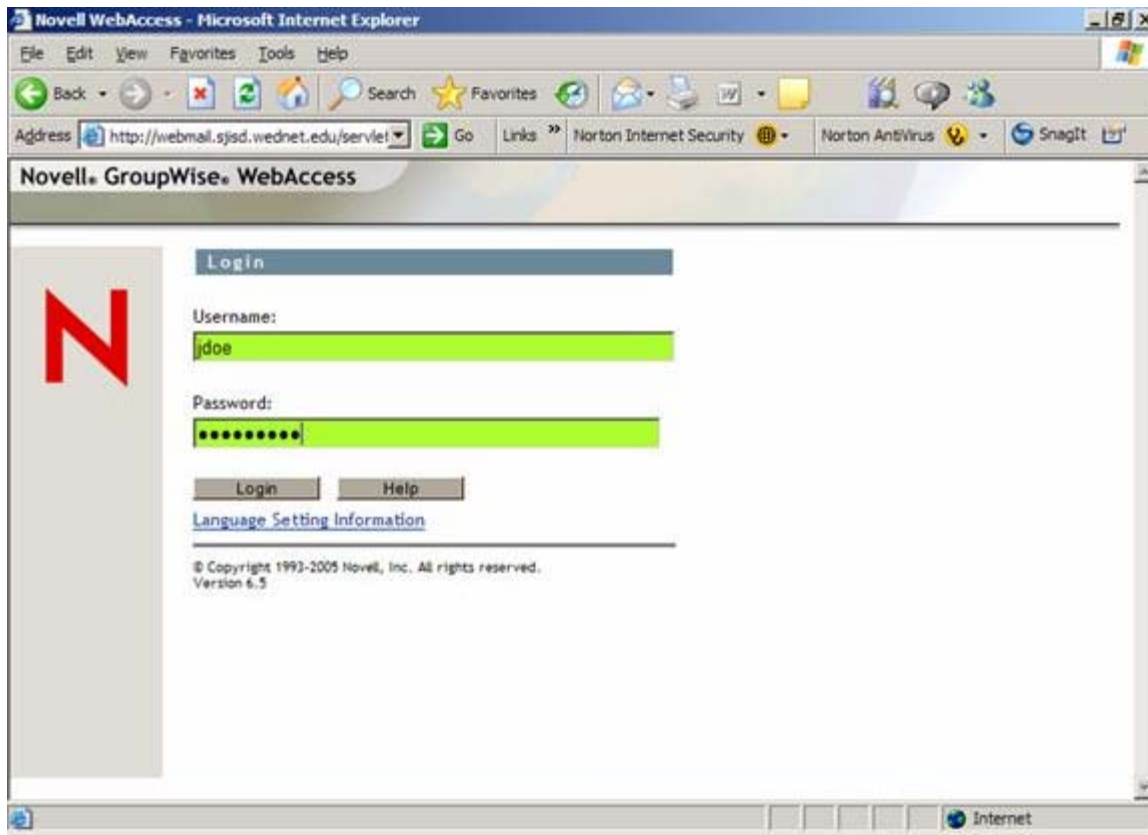 Novell WebAccess - Microsoft Internet Explorer
File Edit View Favorites Tools Help
Back Search Favorites
Address http://webmail.sjisd.wednet.edu/servlet Go Links » Norton Internet Security Norton AntiVirus SnagIt
Novell® GroupWise® WebAccess
N
Login
Username:
jdoe
Password:
•••••••••
Login Help
Language Setting Information
© Copyright 1993-2005 Novell, Inc. All rights reserved.
Version 6.5
Internet